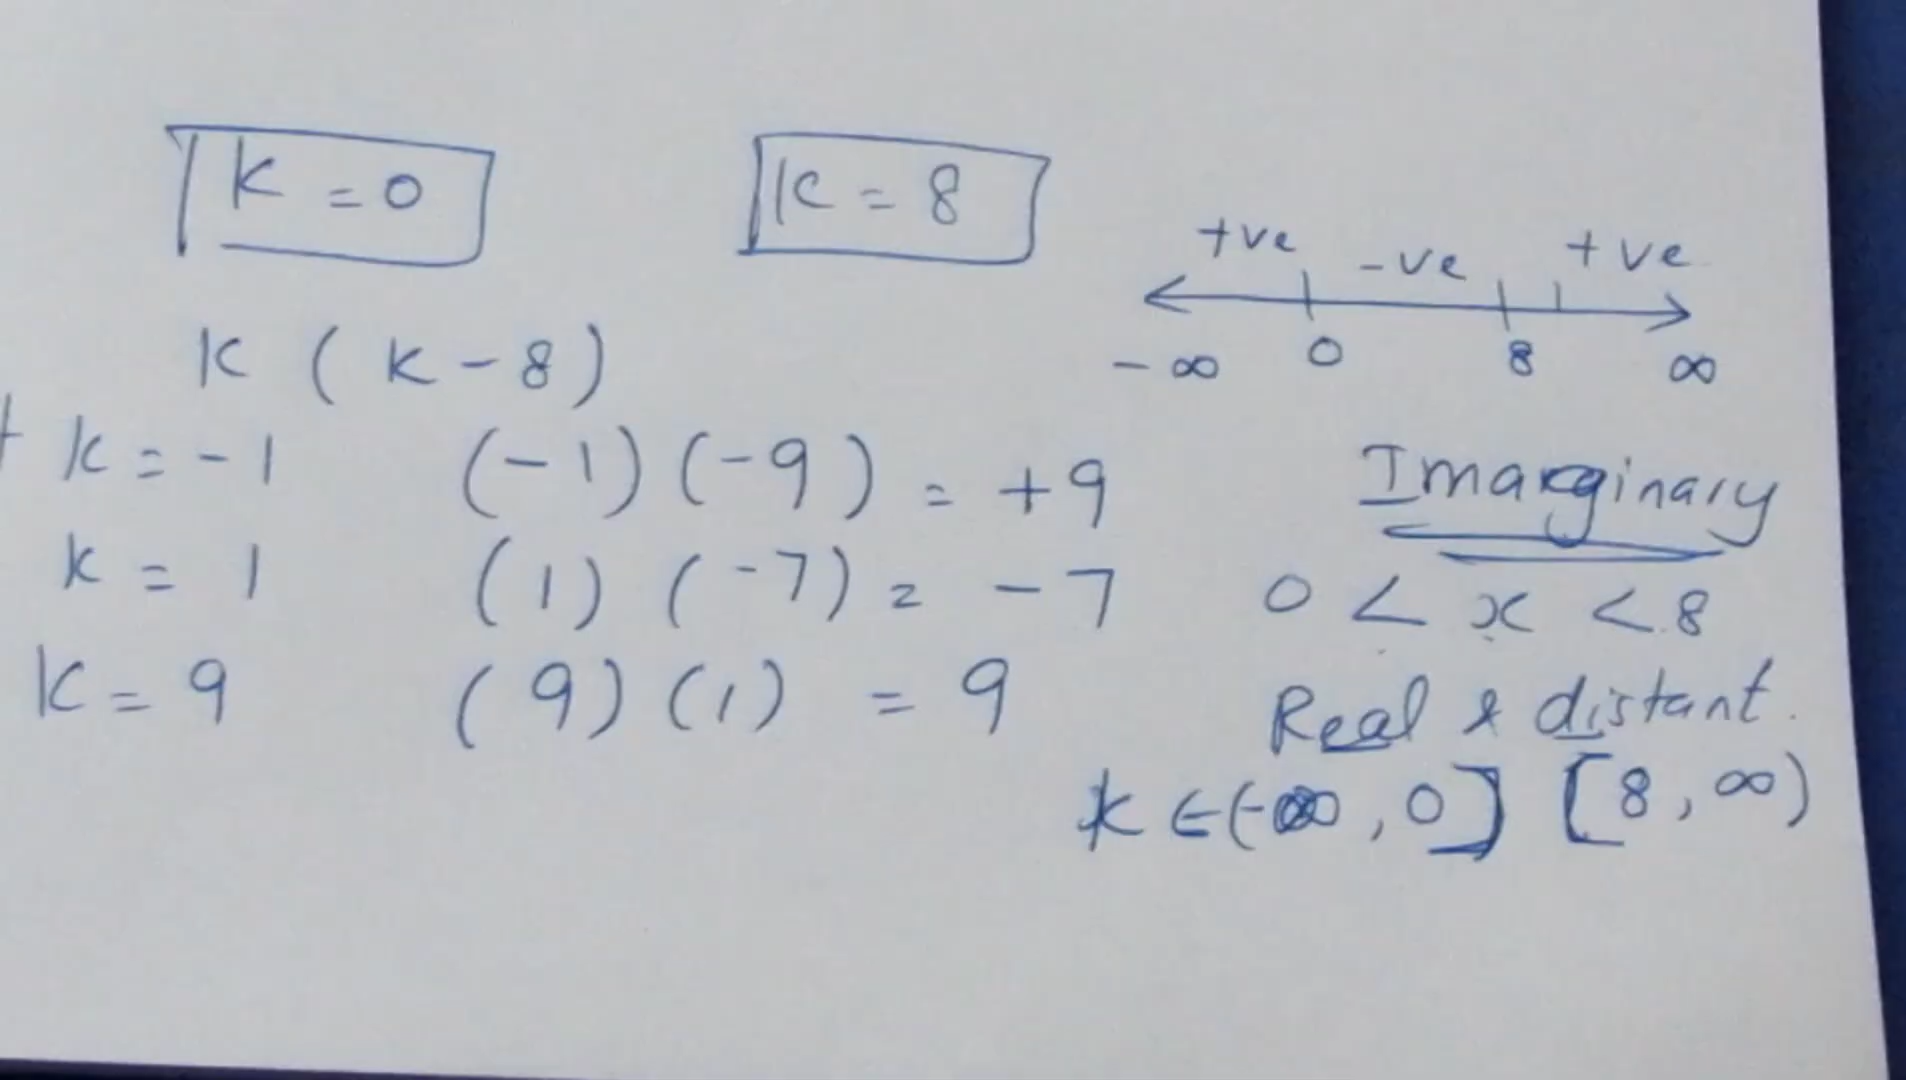 K = 0
K = 8
+ve -ve +ve
-∞ 0 8 ∞
K ( K - 8 )
K = -1 (-1) (-9) = +9
K = 1 (1) (-7) = -7
K = 9 (9) (1) = 9
Imaginary
0 < x < 8
Real & distant.
K ∈ (-∞, 0] [8, ∞)